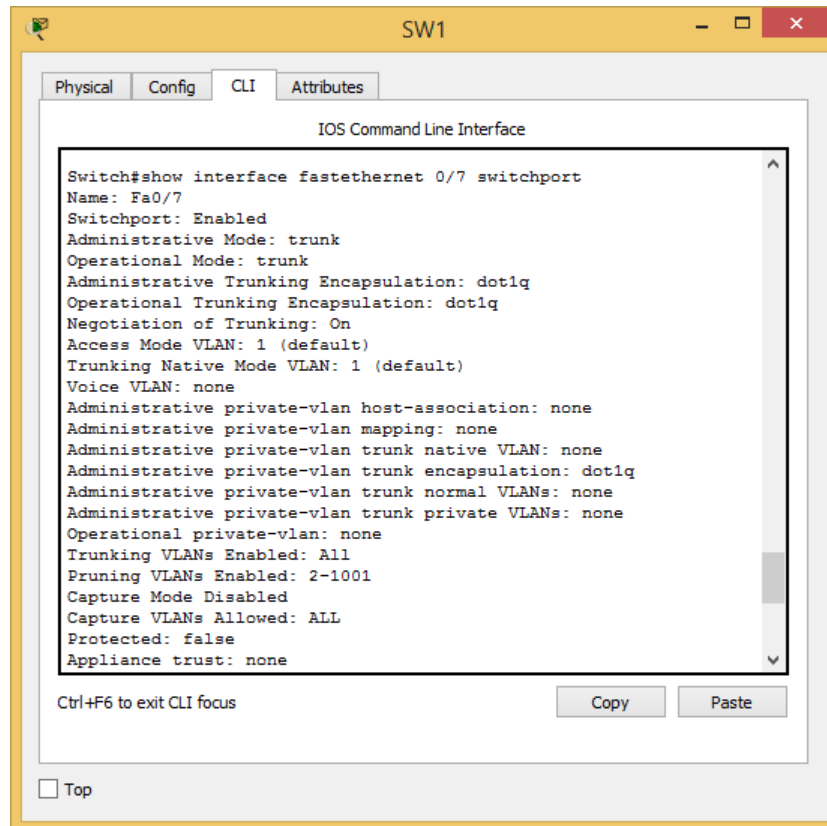 SW1
Physical Config CLI Attributes
IOS Command Line Interface
Switch#show interface fastethernet 0/7 switchport
Name: Fa0/7
Switchport: Enabled
Administrative Mode: trunk
Operational Mode: trunk
Administrative Trunking Encapsulation: dot1q
Operational Trunking Encapsulation: dot1q
Negotiation of Trunking: On
Access Mode VLAN: 1 (default)
Trunking Native Mode VLAN: 1 (default)
Voice VLAN: none
Administrative private-vlan host-association: none
Administrative private-vlan mapping: none
Administrative private-vlan trunk native VLAN: none
Administrative private-vlan trunk encapsulation: dot1q
Administrative private-vlan trunk normal VLANs: none
Administrative private-vlan trunk private VLANs: none
Operational private-vlan: none
Trunking VLANs Enabled: All
Pruning VLANs Enabled: 2-1001
Capture Mode Disabled
Capture VLANs Allowed: ALL
Protected: false
Appliance trust: none
Ctrl+F6 to exit CLI focus Copy Paste
Top